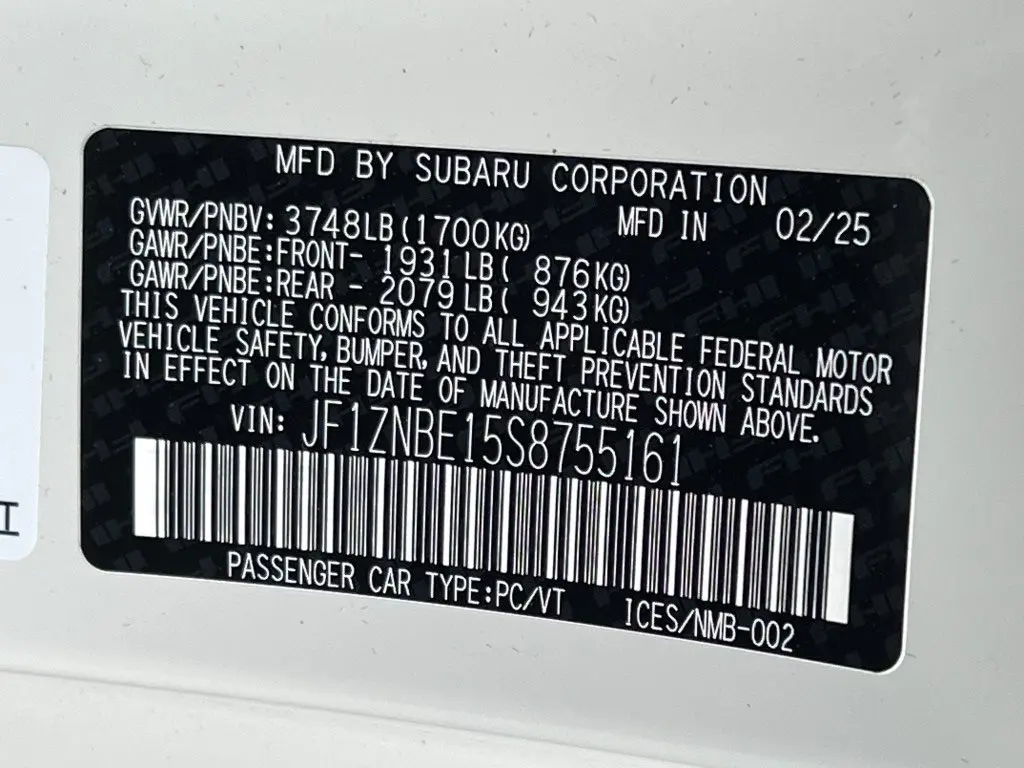 MFD BY SUBARU CORPORATION
GVWR/PNBV: 3748LB(1700KG) MFD IN 02/25
GAWR/PNBE:FRONT- 1931LB( 876KG)
GAWR/PNBE:REAR - 2079LB( 943KG)
THIS VEHICLE CONFORMS TO ALL APPLICABLE FEDERAL MOTOR
VEHICLE SAFETY, BUMPER, AND THEFT PREVENTION STANDARDS
IN EFFECT ON THE DATE OF MANUFACTURE SHOWN ABOVE.
VIN: JF1ZNBE15S8755161
PASSENGER CAR TYPE:PC/VT ICES/NMB-002